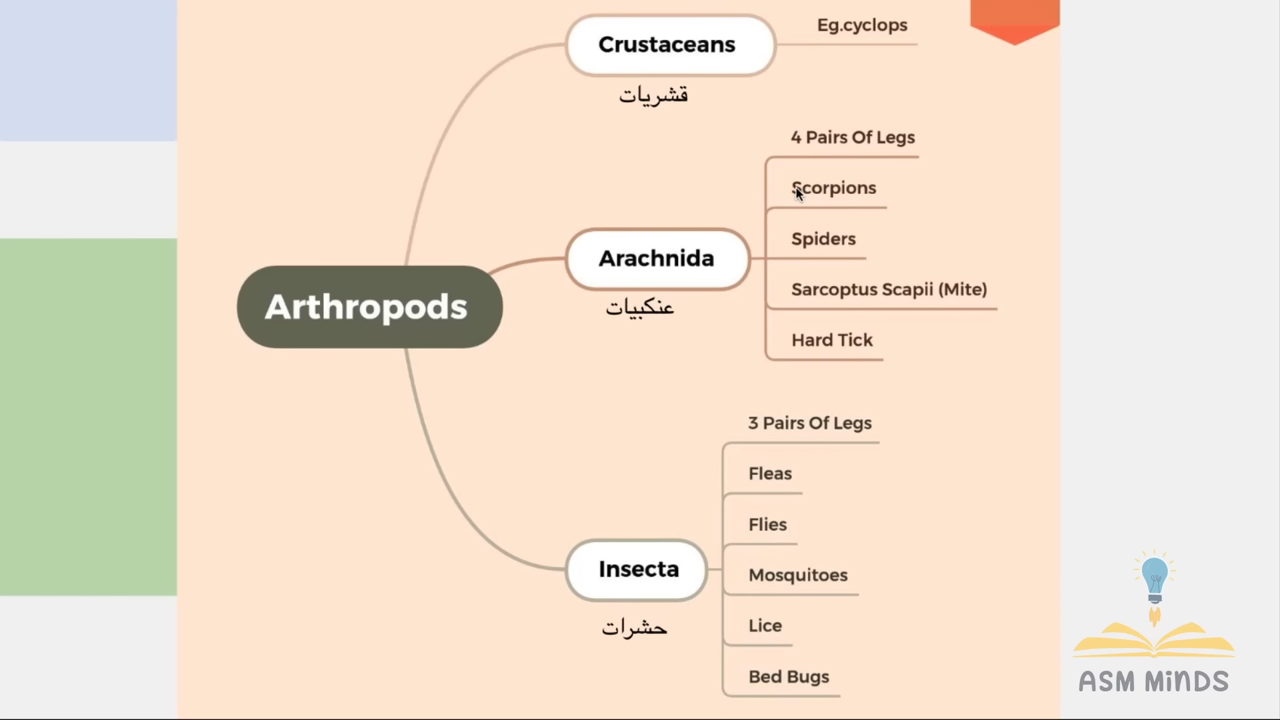 Arthropods
Crustaceans
قشريات
Eg.cyclops
Arachnida
عنكبيات
4 Pairs Of Legs
Scorpions
Spiders
Sarcoptus Scapii (Mite)
Hard Tick
Insecta
حشرات
3 Pairs Of Legs
Fleas
Flies
Mosquitoes
Lice
Bed Bugs
ASM MiNDS